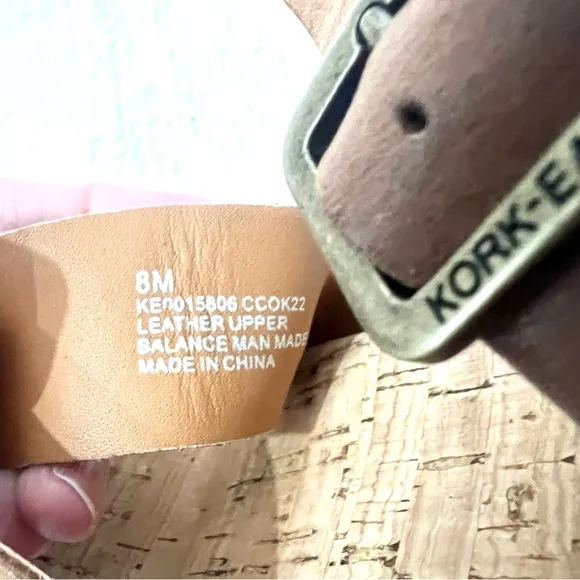 8M
KE0015806 CCOK22
LEATHER UPPER
BALANCE MAN MADE
MADE IN CHINA
KORK-EA